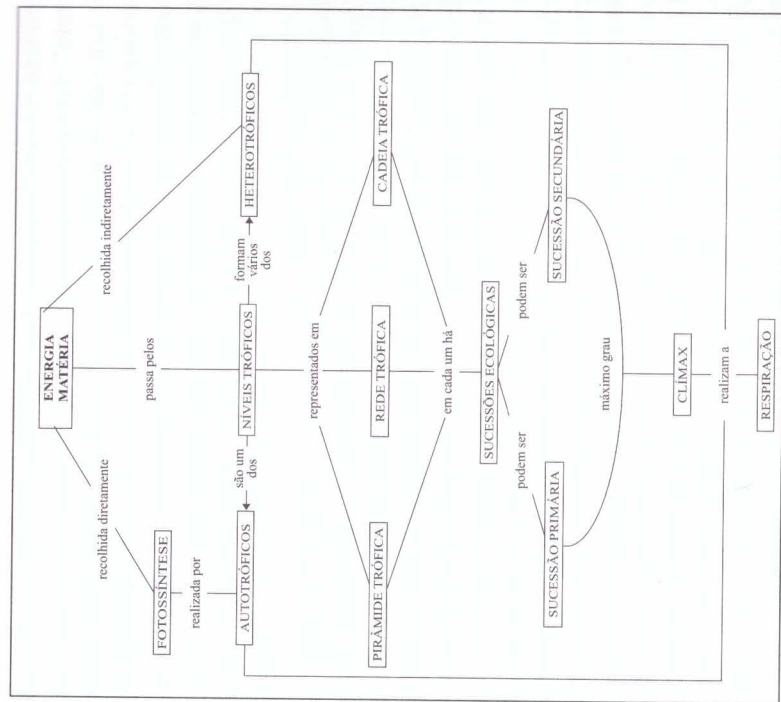 ENERGIA
MATÉRIA
recolhida diretamente
passa pelos
recolhida indiretamente
FOTOSSÍNTESE
realizada por
AUTOTRÓFICOS
são um
dos
NÍVEIS TRÓFICOS
formam
vários
dos
HETEROTRÓFICOS
representados em
PIRÂMIDE TRÓFICA
REDE TRÓFICA
CADEIA TRÓFICA
em cada um há
SUCESSÕES ECOLÓGICAS
podem ser
podem ser
SUCESSÃO PRIMÁRIA
SUCESSÃO SECUNDÁRIA
máximo grau
CLÍMAX
realizam a
RESPIRAÇÃO